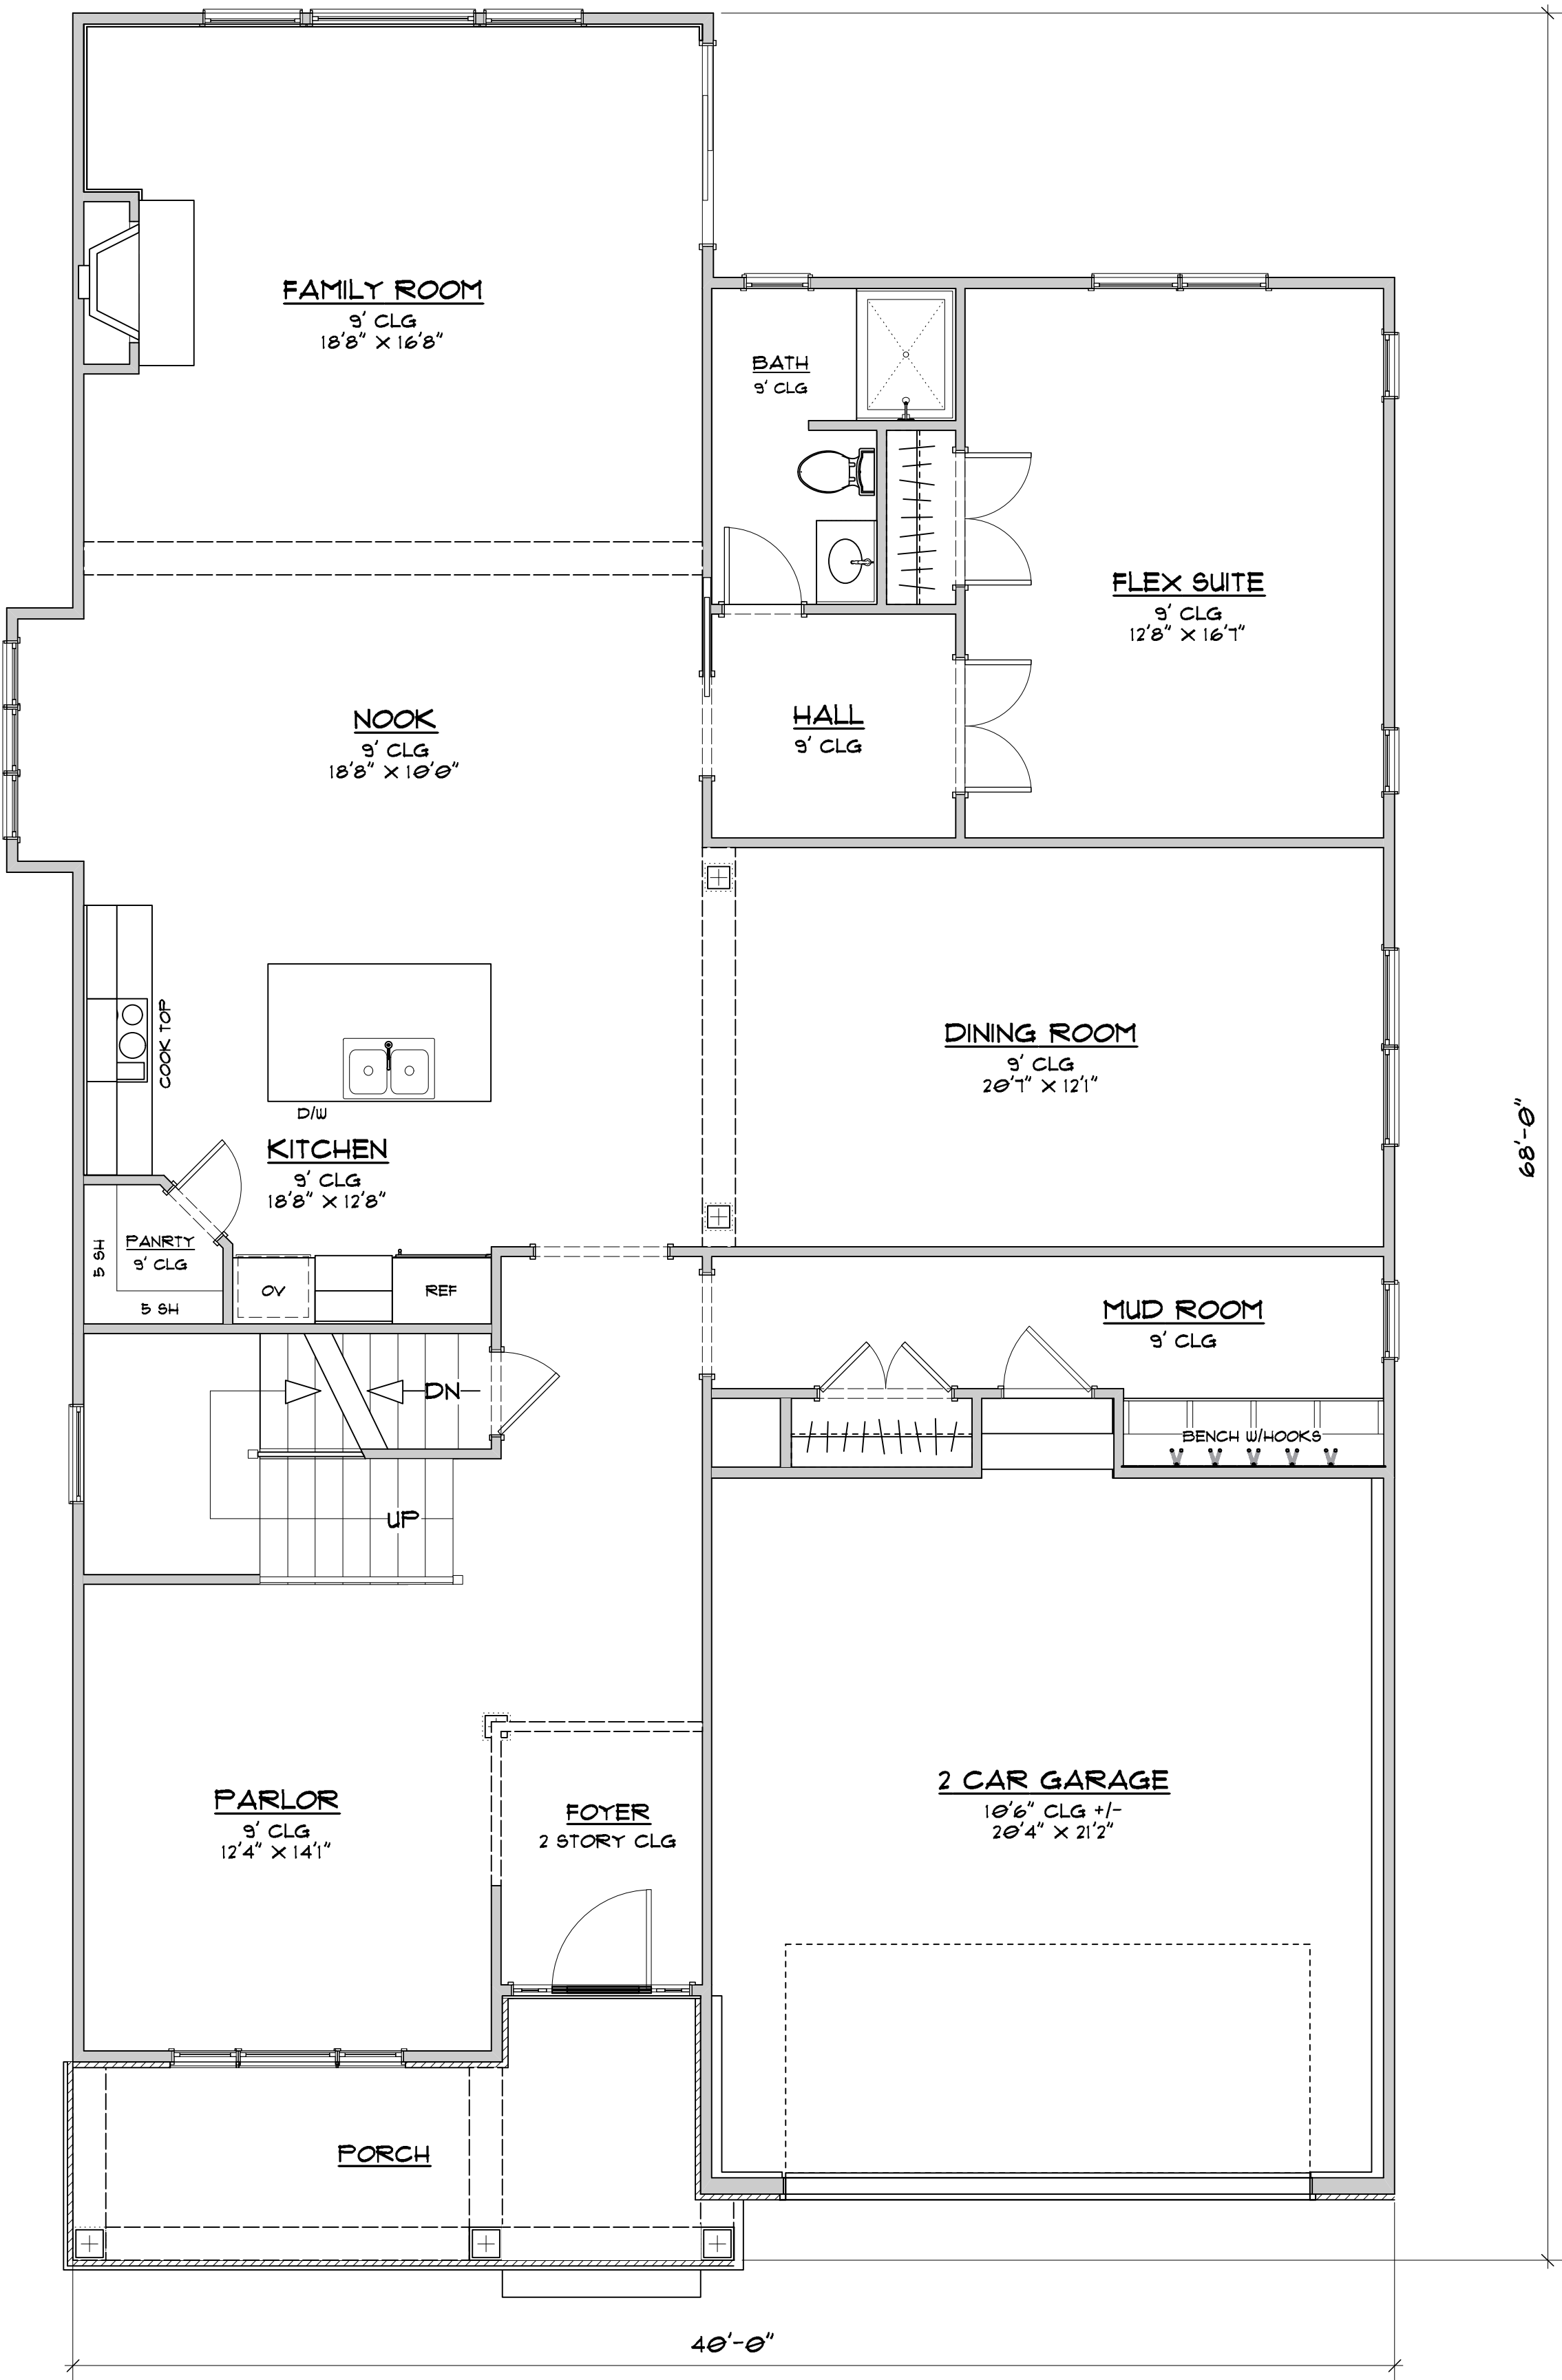 FAMILY ROOM
9' CLG
18'8" X 16'8"
BATH
9' CLG
FLEX SUITE
9' CLG
12'8" X 16'7"
NOOK
9' CLG
18'8" X 10'0"
HALL
9' CLG
COOK TOP
DINING ROOM
9' CLG
20'7" X 12'1"
D/W
KITCHEN
9' CLG
18'8" X 12'8"
68'-0"
5 SH
PANRTY
9' CLG
5 SH
OV
REF
MUD ROOM
9' CLG
DN
BENCH W/HOOKS
UP
PARLOR
9' CLG
12'4" X 14'1"
FOYER
2 STORY CLG
2 CAR GARAGE
10'6" CLG +/-
20'4" X 21'2"
PORCH
40'-0"